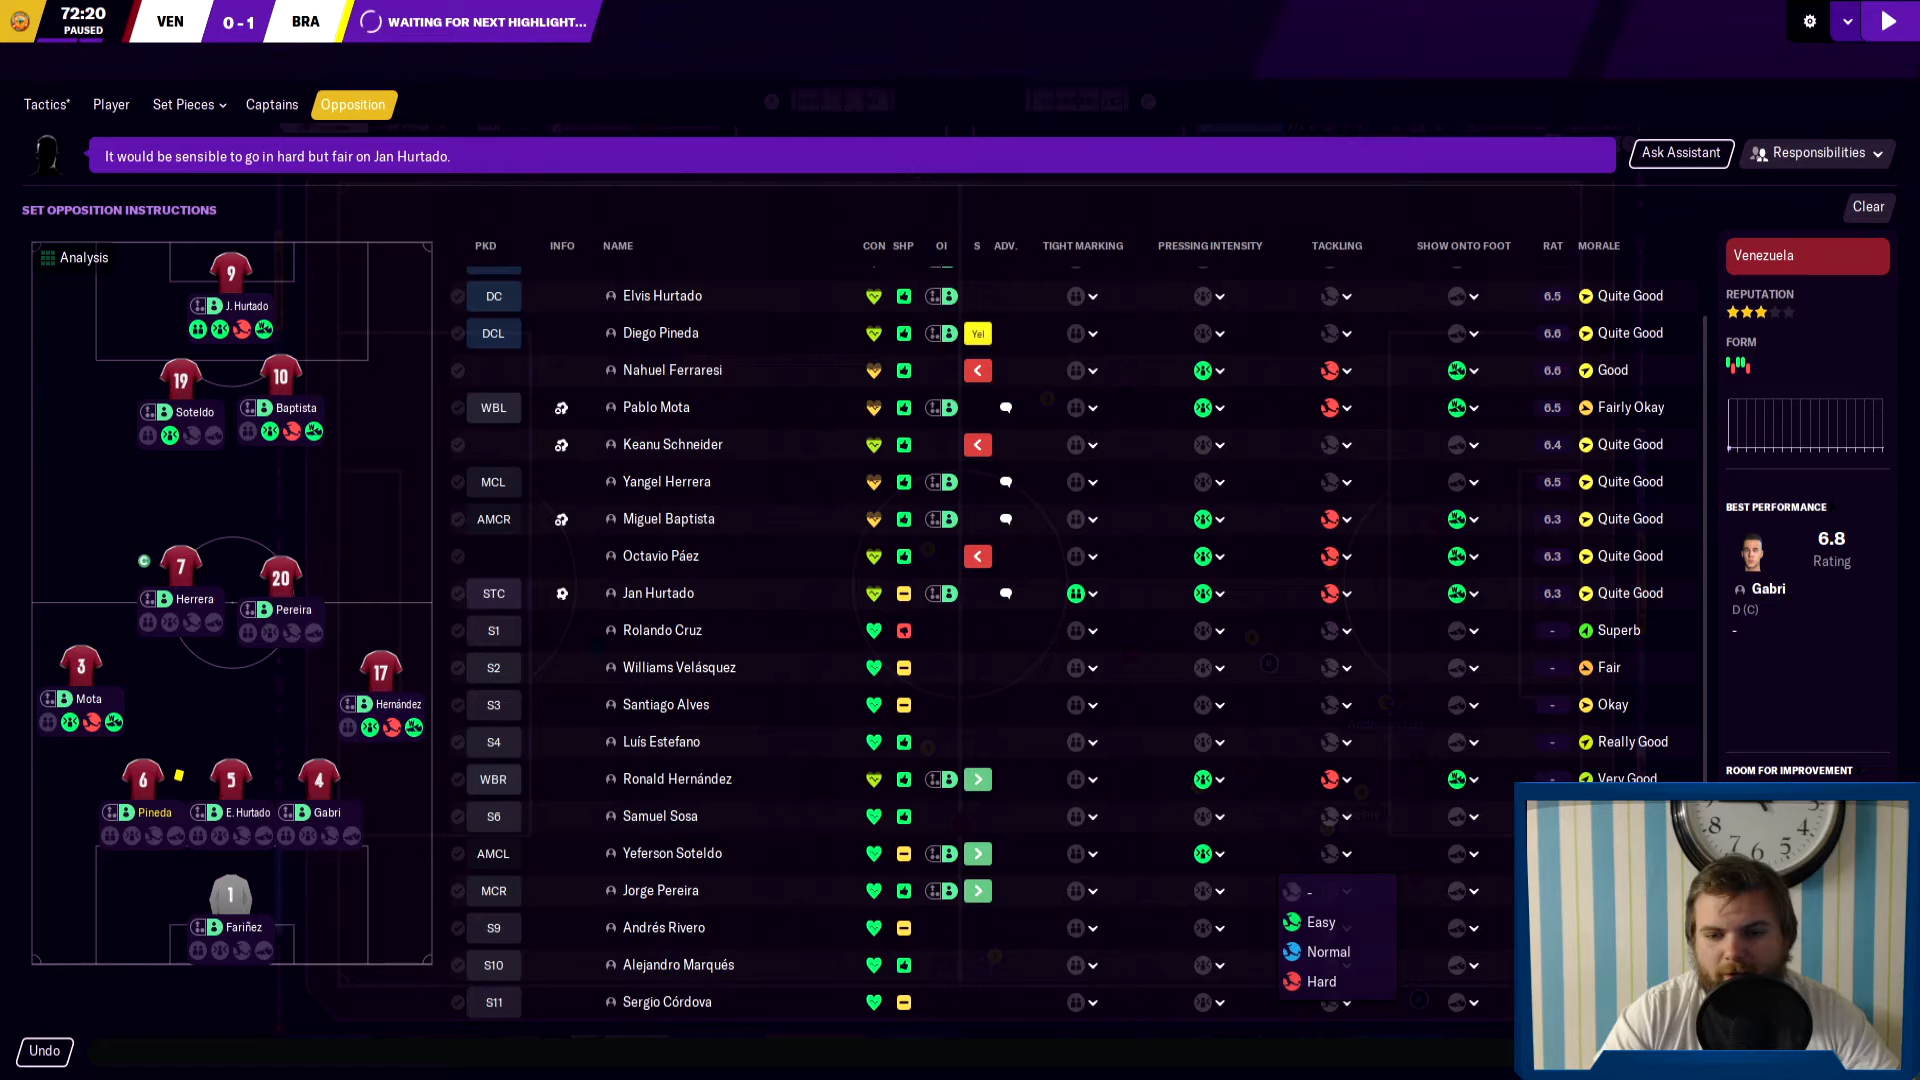 72:20
PAUSED
VEN
0 - 1
BRA
WAITING FOR NEXT HIGHLIGHT...
Tactics*
Player
Set Pieces
Captains
Opposition
It would be sensible to go in hard but fair on Jan Hurtado.
Ask Assistant
Responsibilities
SET OPPOSITION INSTRUCTIONS
Clear
Analysis
9
J. Hurtado
19
Soteldo
10
Baptista
7
Herrera
20
Pereira
3
Mota
17
Hernández
6
Pineda
5
E. Hurtado
4
Gabri
1
Fariñez
PKD INFO NAME CON SHP OI S ADV. TIGHT MARKING PRESSING INTENSITY TACKLING SHOW ONTO FOOT RAT MORALE
DC Elvis Hurtado 6.5 Quite Good
DCL Diego Pineda Yel 6.6 Quite Good
Nahuel Ferraresi 6.6 Good
WBL Pablo Mota 6.5 Fairly Okay
Keanu Schneider 6.4 Quite Good
MCL Yangel Herrera 6.5 Quite Good
AMCR Miguel Baptista 6.3 Quite Good
Octavio Páez 6.3 Quite Good
STC Jan Hurtado 6.3 Quite Good
S1 Rolando Cruz - Superb
S2 Williams Velásquez - Fair
S3 Santiago Alves - Okay
S4 Luís Estefano - Really Good
WBR Ronald Hernández - Very Good
S6 Samuel Sosa
AMCL Yeferson Soteldo
MCR Jorge Pereira
S9 Andrés Rivero
S10 Alejandro Marqués
S11 Sergio Córdova
-
Easy
Normal
Hard
Venezuela
REPUTATION
FORM
BEST PERFORMANCE
6.8
Rating
Gabri
D (C)
-
ROOM FOR IMPROVEMENT
Undo